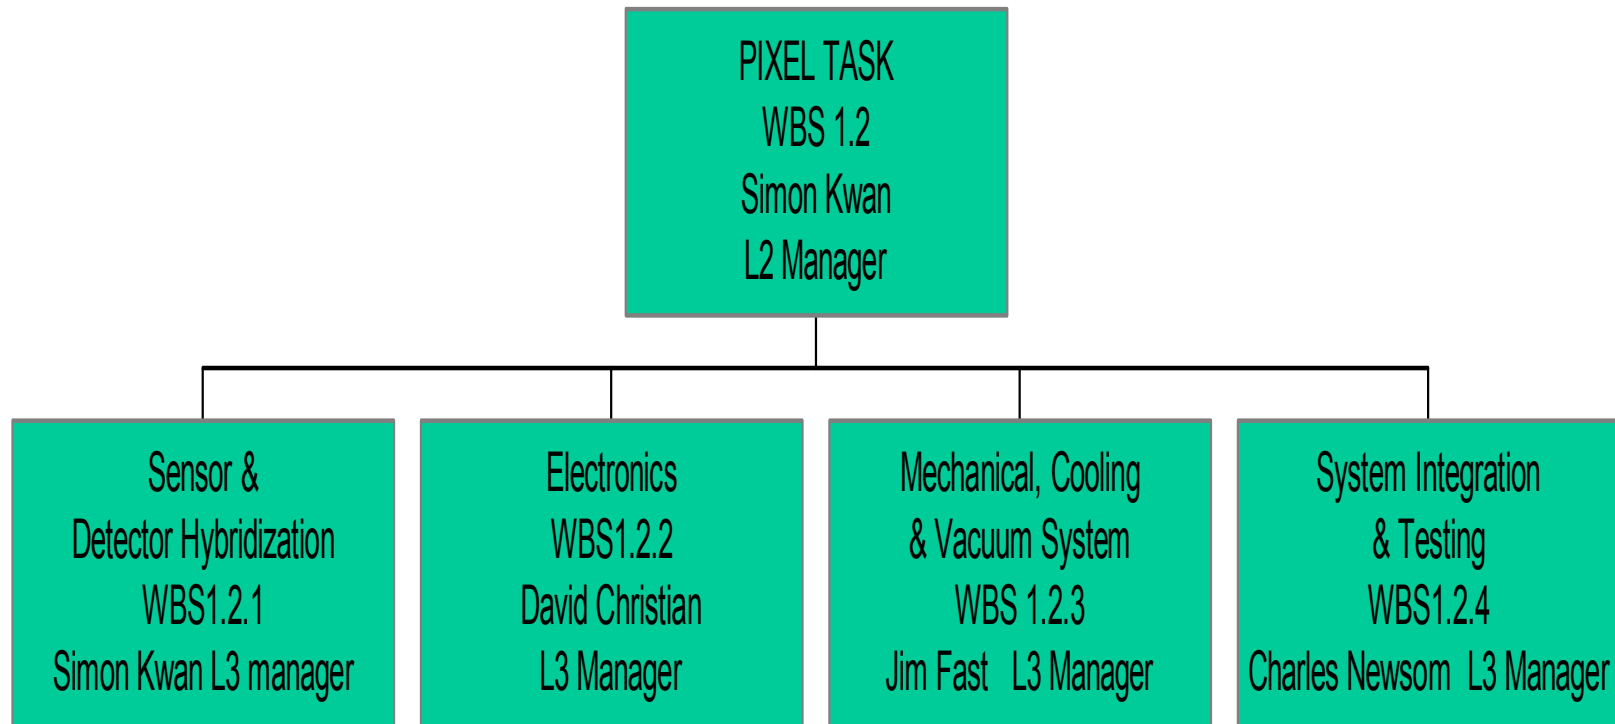 PIXEL TASK
WBS 1.2
Simon Kwan
L2 Manager
Sensor &
Detector Hybridization
WBS1.2.1
Simon Kwan L3 manager
Electronics
WBS1.2.2
David Christian
L3 Manager
Mechanical, Cooling
& Vacuum System
WBS 1.2.3
Jim Fast L3 Manager
System Integration
& Testing
WBS1.2.4
Charles Newsom L3 Manager